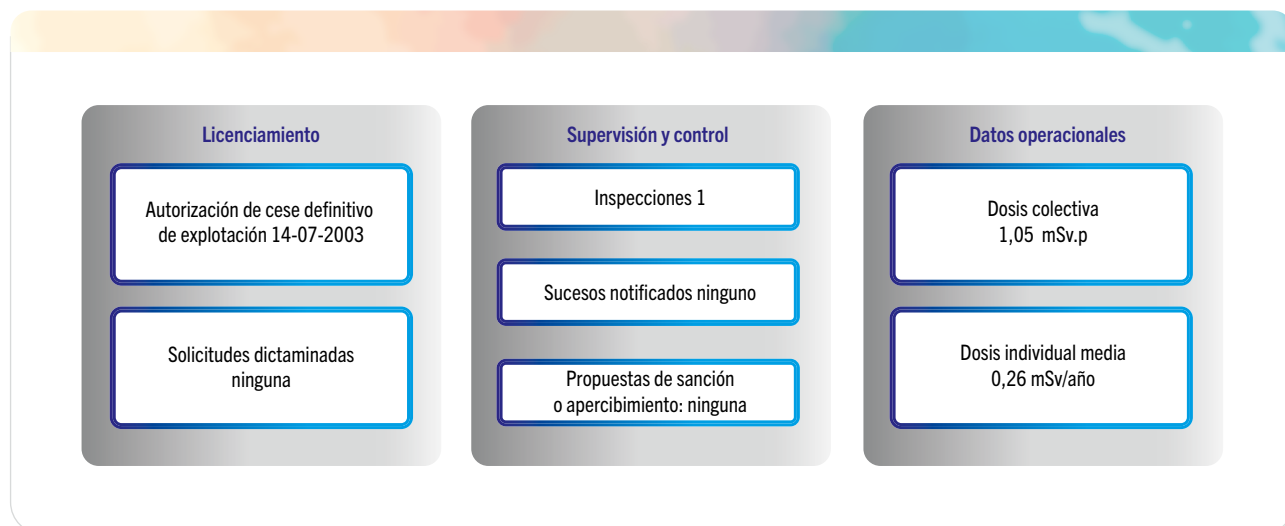 Licenciamiento
Autorización de cese definitivo
de explotación 14-07-2003
Solicitudes dictaminadas
ninguna
Supervisión y control
Inspecciones 1
Sucesos notificados ninguno
Propuestas de sanción
o apercibimiento: ninguna
Datos operacionales
Dosis colectiva
1,05 mSv.p
Dosis individual media
0,26 mSv/año